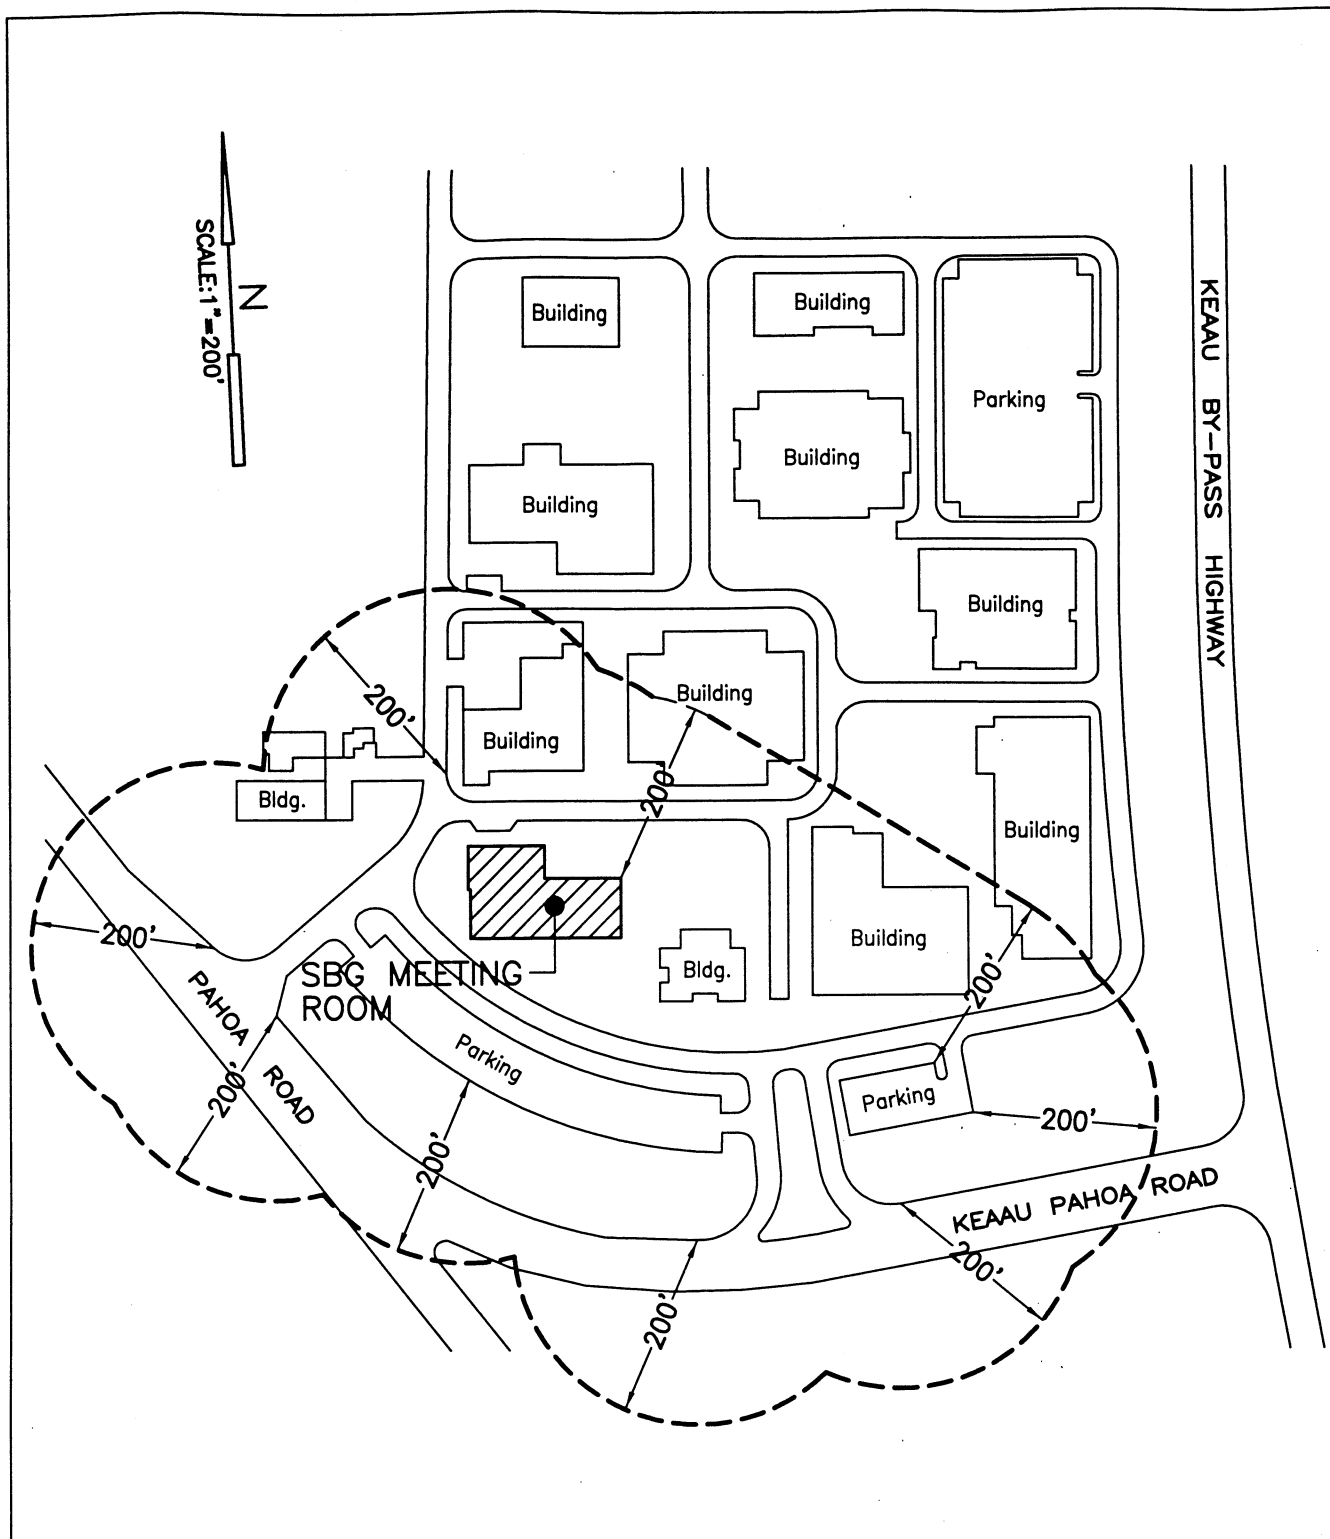 SCALE:1"=200'
N
KEAAU BY-PASS HIGHWAY
Building
Building
Parking
Building
Building
Building
200'
Building
Building
200'
Bldg.
Building
200'
Building
Bldg.
200'
SBG MEETING
ROOM
PAHOA ROAD
200'
Parking
Parking
200'
200'
KEAAU PAHOA ROAD
200'
200'